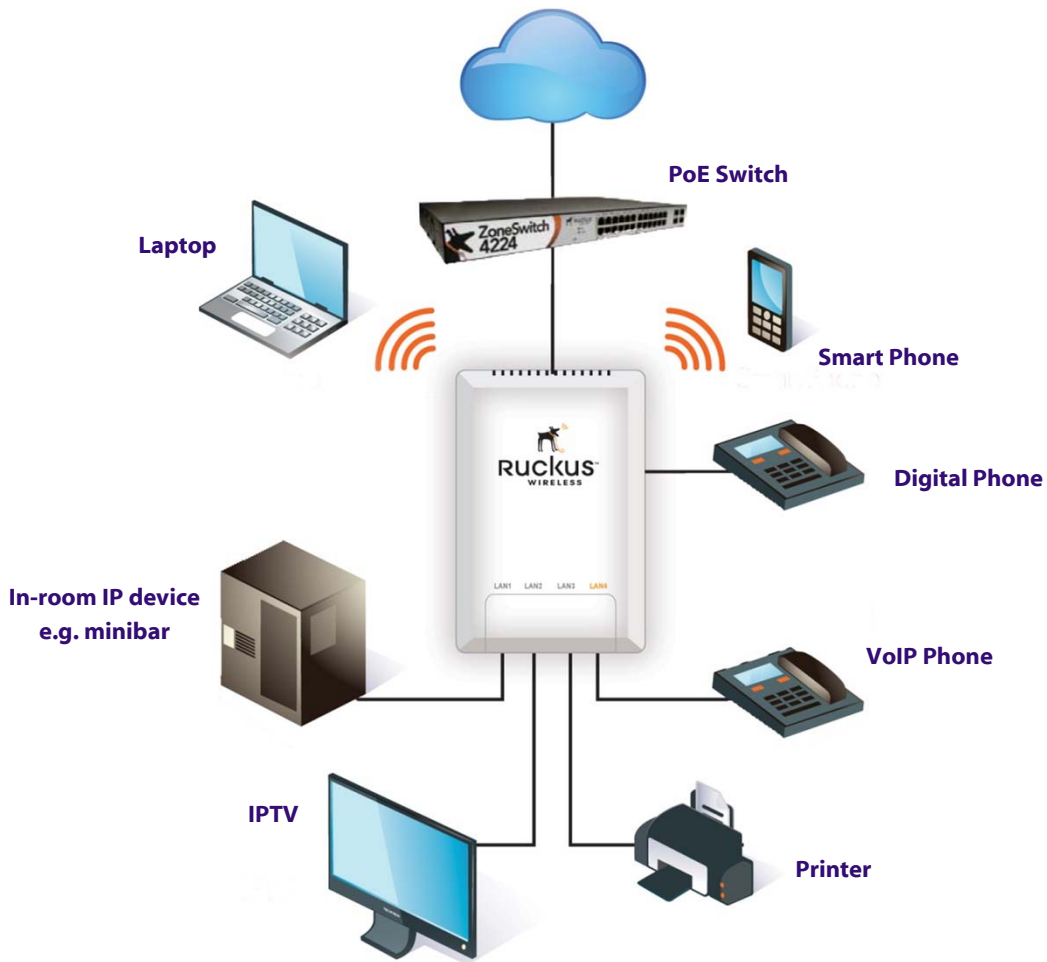 PoE Switch
ZoneSwitch
4224
RUCKUS
Laptop
Smart Phone
RUCKUS™
WIRELESS
Digital Phone
LAN1 LAN2 LAN3 LAN4
In-room IP device
e.g. minibar
VoIP Phone
IPTV
Printer